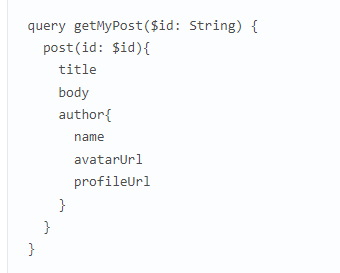 query getMyPost($id: String) {
  post(id: $id){
    title
    body
    author{
      name
      avatarUrl
      profileUrl
    }
  }
}